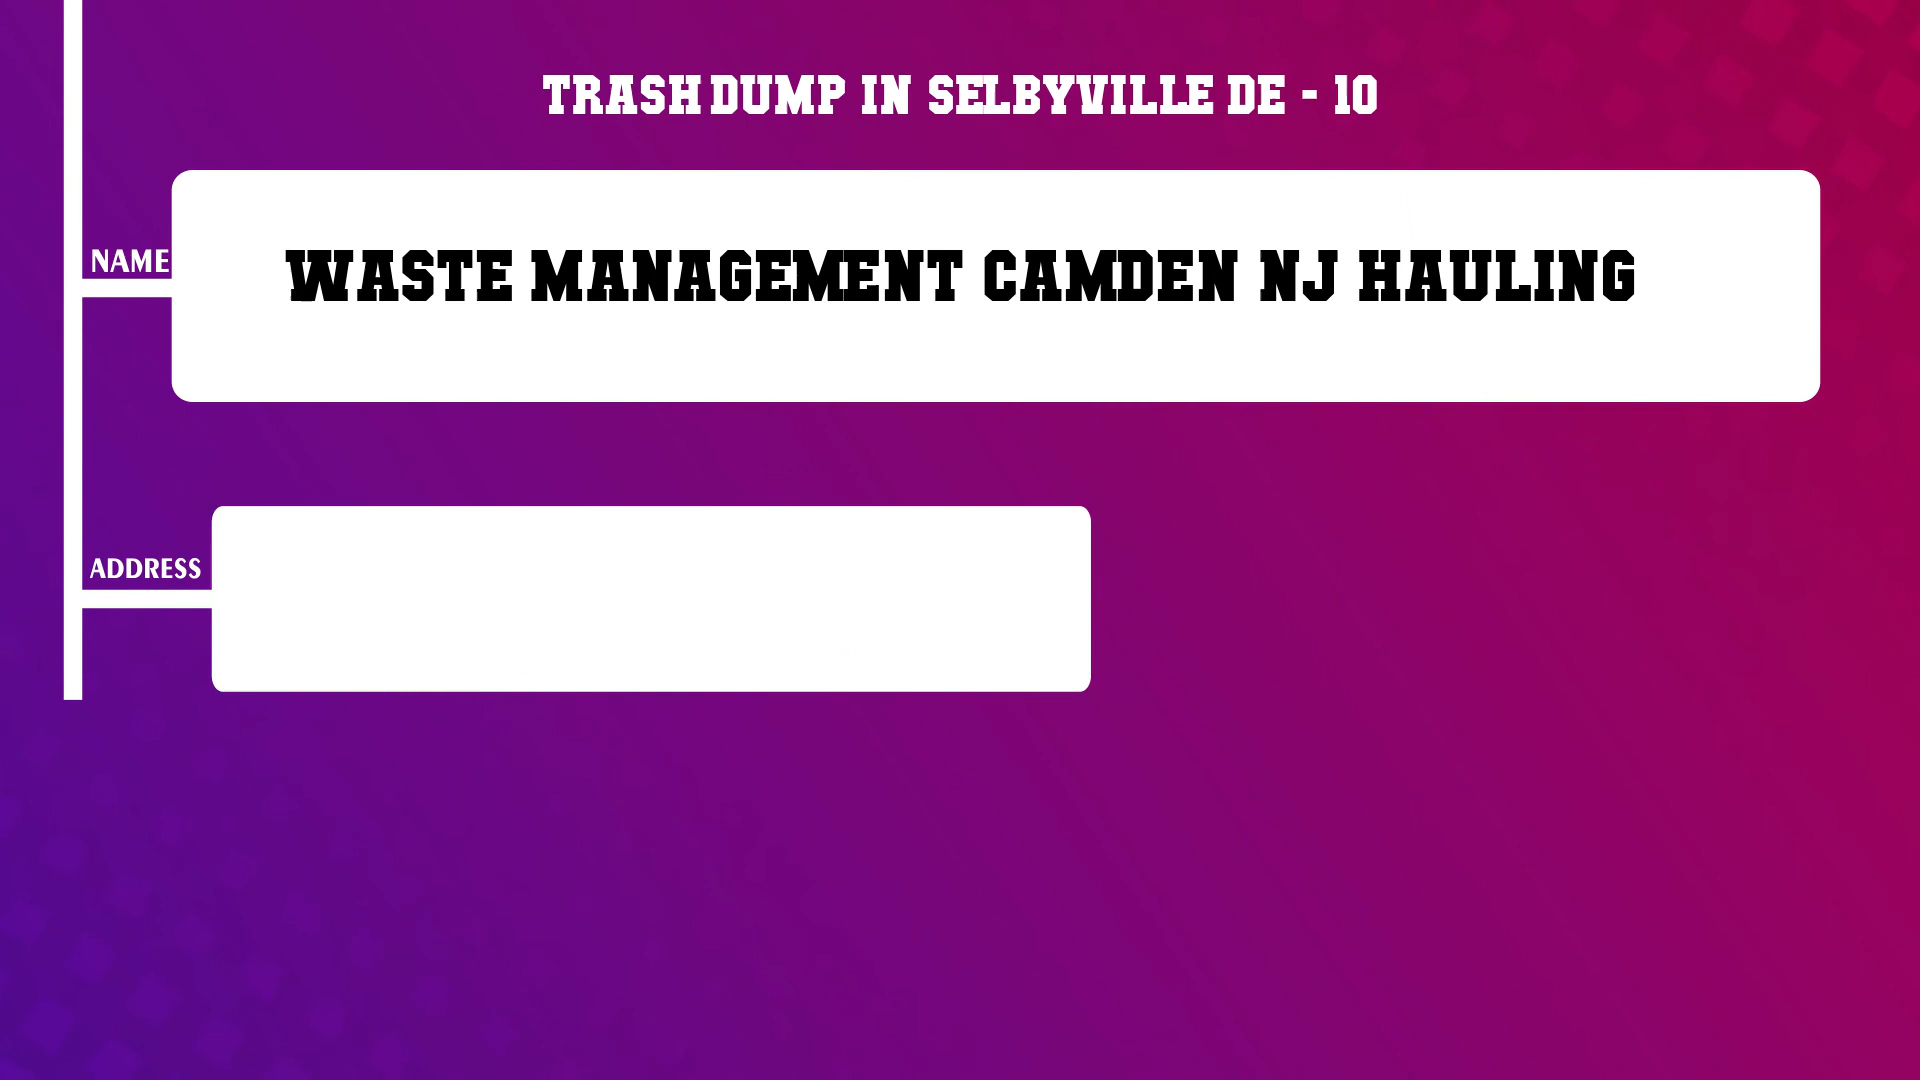 TRASH DUMP IN SELBYVILLE DE - 10
NAME
WASTE MANAGEMENT CAMDEN NJ HAULING
ADDRESS